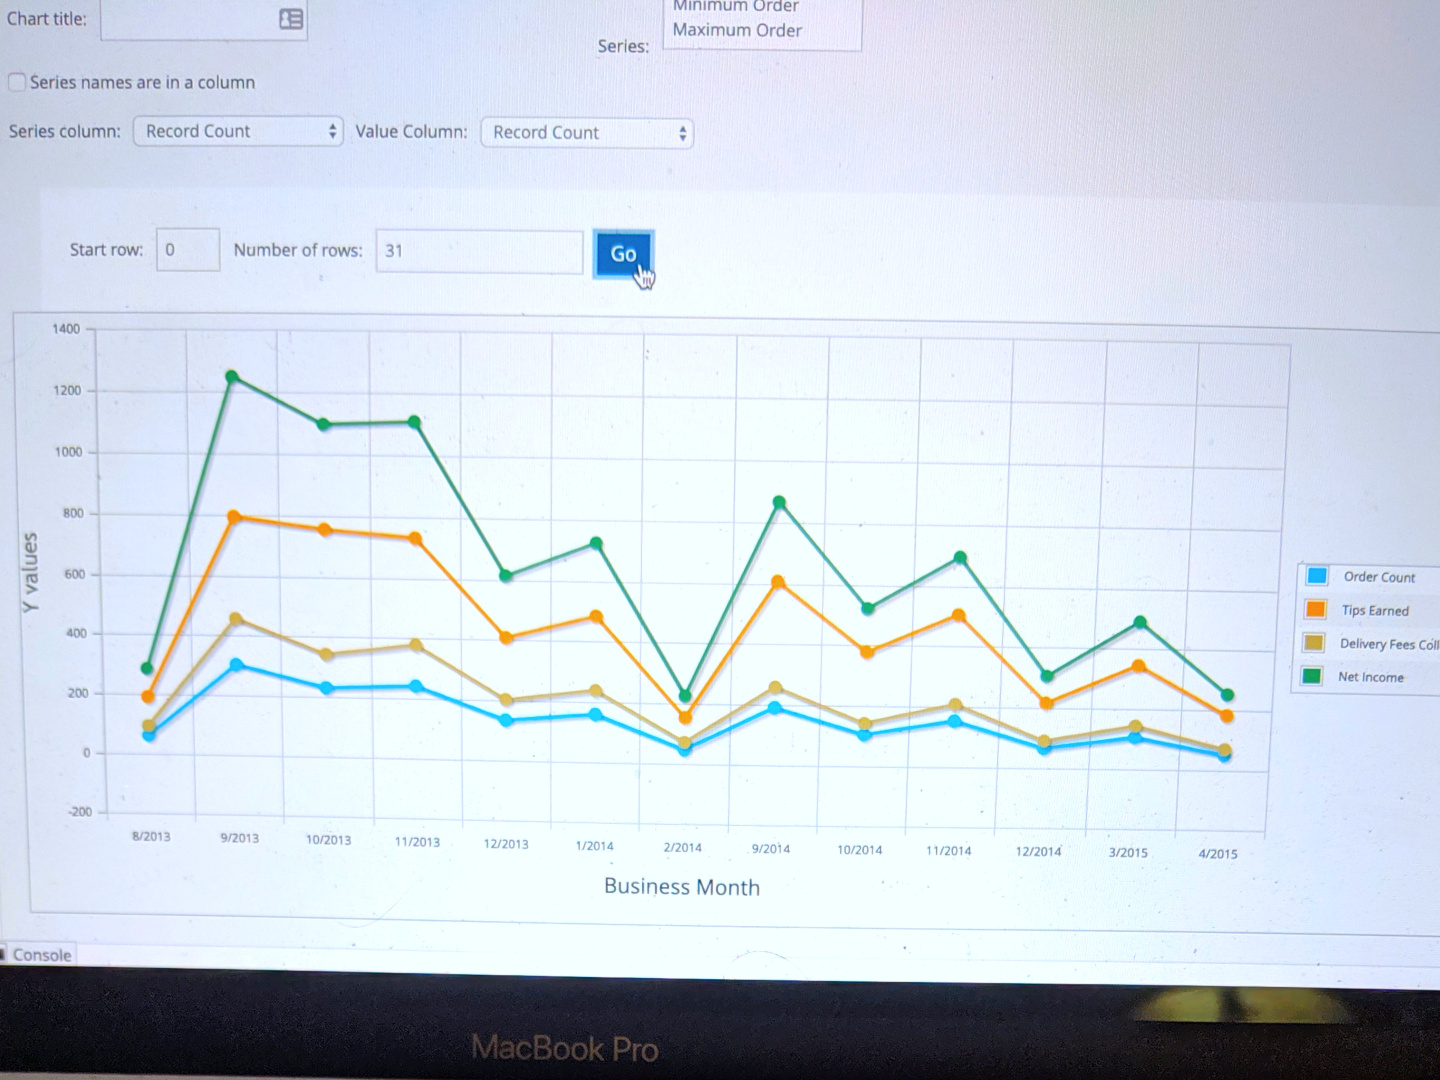 Minimum Order
Chart title:
Maximum Order
Series:
Series names are in a column
Series column: Record Count Value Column: Record Count
Start row: 0 Number of rows: 31 Go
1400
1200
1000
800
600
400
200
0
-200
Y values
8/2013 9/2013 10/2013 11/2013 12/2013 1/2014 2/2014 9/2014 10/2014 11/2014 12/2014 3/2015 4/2015
Business Month
Order Count
Tips Earned
Delivery Fees Coll
Net Income
Console
MacBook Pro